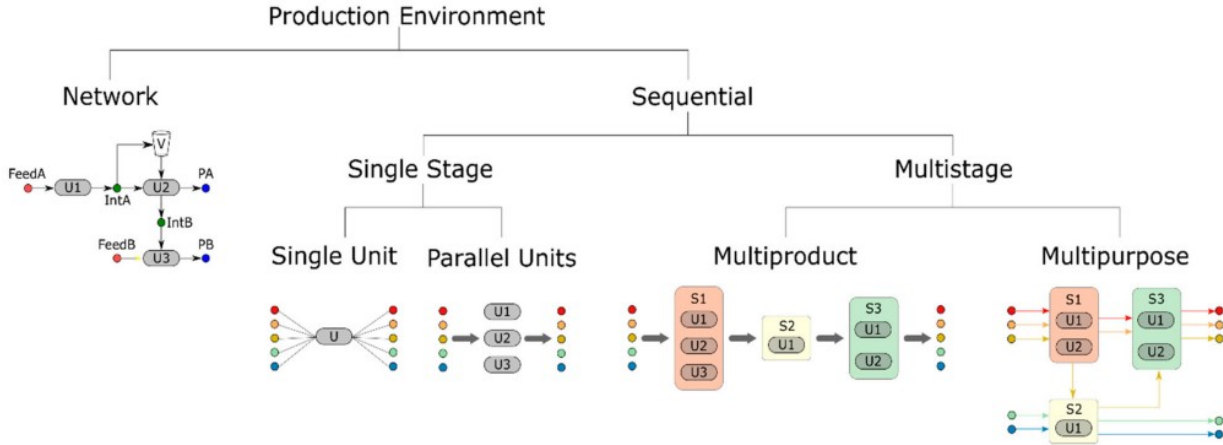 Production Environment
Network
Sequential
Single Stage
Multistage
Single Unit
Parallel Units
Multiproduct
Multipurpose
V
FeedA
U1
IntA
U2
PA
IntB
FeedB
U3
PB
U
U1
U2
U3
S1
U1
U2
U3
S2
U1
S3
U1
U2
S1
U1
U2
S3
U1
U2
S2
U1